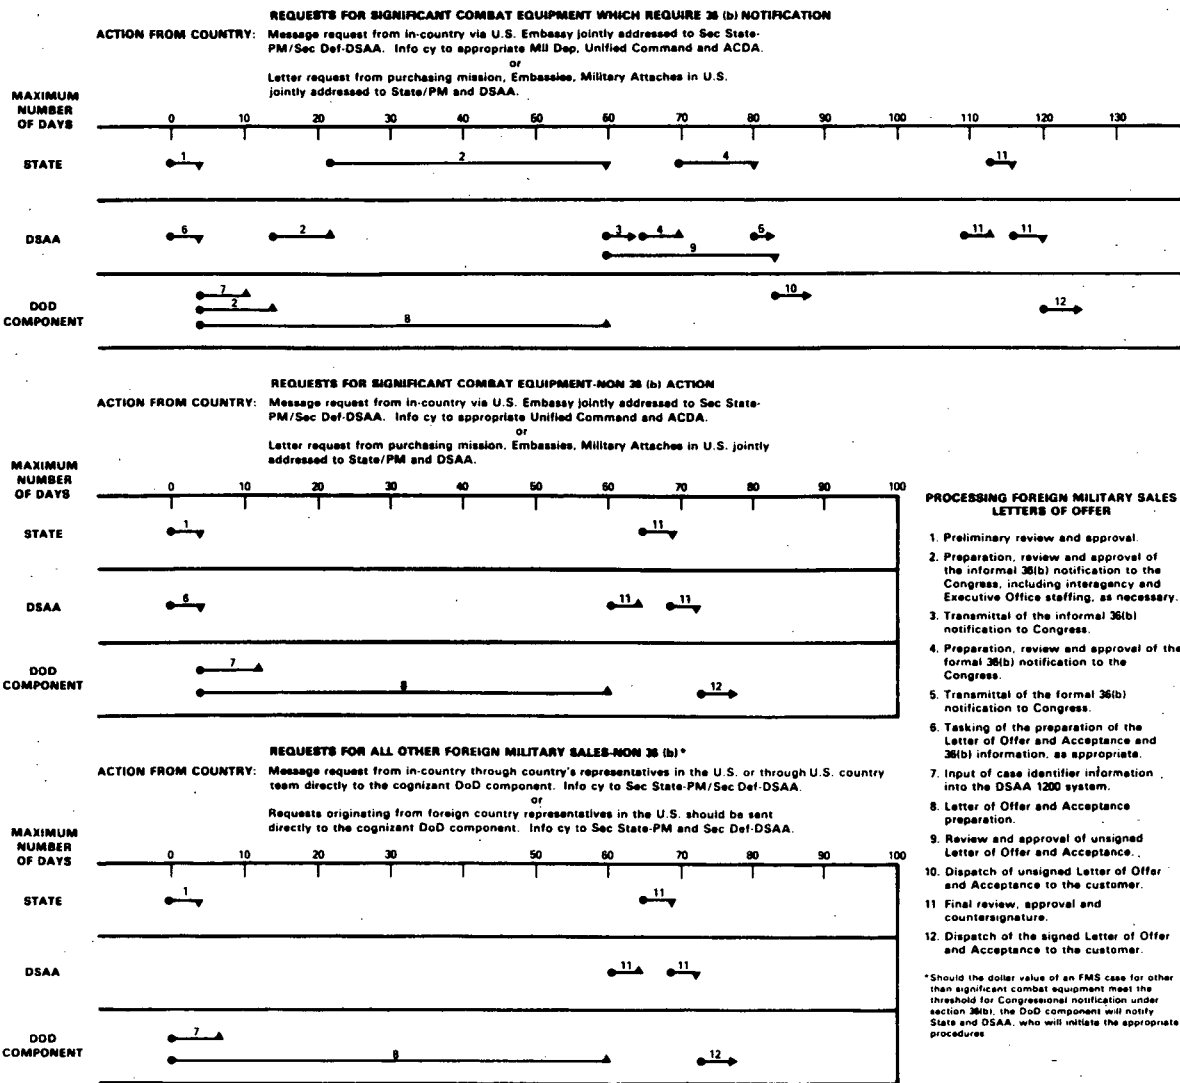 REQUESTS FOR SIGNIFICANT COMBAT EQUIPMENT WHICH REQUIRE 36 (b) NOTIFICATION
ACTION FROM COUNTRY: Message request from in-country via U.S. Embassy jointly addressed to Sec State-
PM/Sec Def-DSAA. Info cy to appropriate Mil Dep, Unified Command and ACDA.
or
Letter request from purchasing mission, Embassies, Military Attaches in U.S.
jointly addressed to State/PM and DSAA.
MAXIMUM
NUMBER
OF DAYS
0 10 20 30 40 50 60 70 80 90 100 110 120 130
STATE
1 2 4 11
DSAA
6 2 3 4 5 11 11
9
DOD
COMPONENT
7 10
2 12
8
REQUESTS FOR SIGNIFICANT COMBAT EQUIPMENT-NON 36 (b) ACTION
ACTION FROM COUNTRY: Message request from in-country via U.S. Embassy jointly addressed to Sec State-
PM/Sec Def-DSAA. Info cy to appropriate Unified Command and ACDA.
or
Letter request from purchasing mission, Embassies, Military Attaches in U.S. jointly
addressed to State/PM and DSAA.
MAXIMUM
NUMBER
OF DAYS
0 10 20 30 40 50 60 70 80 90 100
STATE
1 11
DSAA
6 11 11
DOD
COMPONENT
7
8 12
REQUESTS FOR ALL OTHER FOREIGN MILITARY SALES-NON 36 (b)*
ACTION FROM COUNTRY: Message request from in-country through country's representatives in the U.S. or through U.S. country
team directly to the cognizant DoD component. Info cy to Sec State-PM/Sec Def-DSAA.
or
Requests originating from foreign country representatives in the U.S. should be sent
directly to the cognizant DoD component. Info cy to Sec State-PM and Sec Def-DSAA.
MAXIMUM
NUMBER
OF DAYS
0 10 20 30 40 50 60 70 80 90 100
STATE
1 11
DSAA
11 11
DOD
COMPONENT
7
8 12
PROCESSING FOREIGN MILITARY SALES
LETTERS OF OFFER
1. Preliminary review and approval.
2. Preparation, review and approval of
the informal 36(b) notification to the
Congress, including interagency and
Executive Office staffing, as necessary.
3. Transmittal of the informal 36(b)
notification to Congress.
4. Preparation, review and approval of the
formal 36(b) notification to the
Congress.
5. Transmittal of the formal 36(b)
notification to Congress.
6. Tasking of the preparation of the
Letter of Offer and Acceptance and
36(b) information, as appropriate.
7. Input of case identifier information
into the DSAA 1200 system.
8. Letter of Offer and Acceptance
preparation.
9. Review and approval of unsigned
Letter of Offer and Acceptance.
10. Dispatch of unsigned Letter of Offer
and Acceptance to the customer.
11 Final review, approval and
countersignature.
12. Dispatch of the signed Letter of Offer
and Acceptance to the customer.
*Should the dollar value of an FMS case for other
than significant combat equipment meet the
threshold for Congressional notification under
section 36(b), the DoD component will notify
State and DSAA, who will initiate the appropriate
procedures